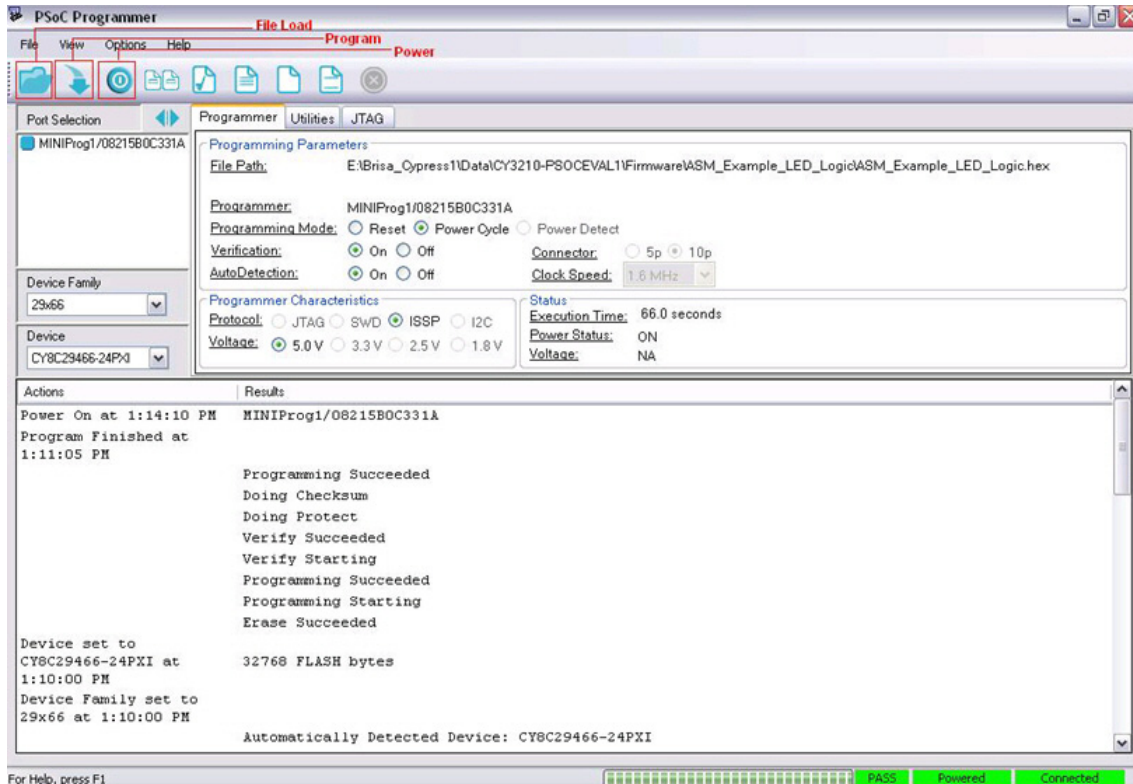 PSoC Programmer
File Load
Program
Power
File View Options Help
Port Selection
MINIProg1/08215B0C331A
Device Family
29x66
Device
CY8C29466-24PXI
Programmer Utilities JTAG
Programming Parameters
File Path: E:\Brisa_Cypress1\Data\CY3210-PSOCEVAL1\Firmware\ASM_Example_LED_Logic\ASM_Example_LED_Logic.hex
Programmer: MINIProg1/08215B0C331A
Programming Mode: Reset Power Cycle Power Detect
Verification: On Off Connector: 5p 10p
AutoDetection: On Off Clock Speed: 1.6 MHz
Programmer Characteristics
Protocol: JTAG SWD ISSP I2C
Voltage: 5.0 V 3.3 V 2.5 V 1.8 V
Status
Execution Time: 66.0 seconds
Power Status: ON
Voltage: NA
Actions Results
Power On at 1:14:10 PM MINIProg1/08215B0C331A
Program Finished at
1:11:05 PM
Programming Succeeded
Doing Checksum
Doing Protect
Verify Succeeded
Verify Starting
Programming Succeeded
Programming Starting
Erase Succeeded
Device set to
CY8C29466-24PXI at 32768 FLASH bytes
1:10:00 PM
Device Family set to
29x66 at 1:10:00 PM
Automatically Detected Device: CY8C29466-24PXI
For Help, press F1 PASS Powered Connected